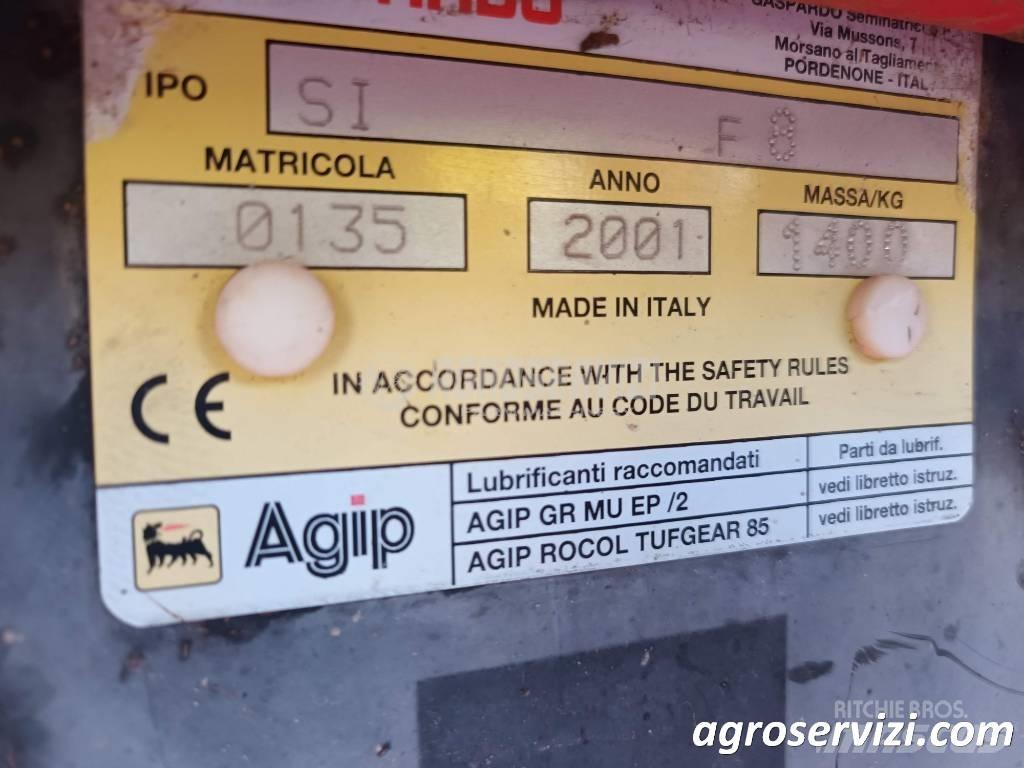 GASPARDO Seminatrici
Via Mussons, 7
Morsano al Tagliamen
PORDENONE - ITAL
IPO
SI F 8
MATRICOLA ANNO MASSA/KG
0135 2001 1400
MADE IN ITALY
CE
IN ACCORDANCE WITH THE SAFETY RULES
CONFORME AU CODE DU TRAVAIL
Agip
Lubrificanti raccomandati Parti da lubrif.
AGIP GR MU EP /2 vedi libretto istruz.
AGIP ROCOL TUFGEAR 85 vedi libretto istruz.
RITCHIE BROS.
agroservizi.com